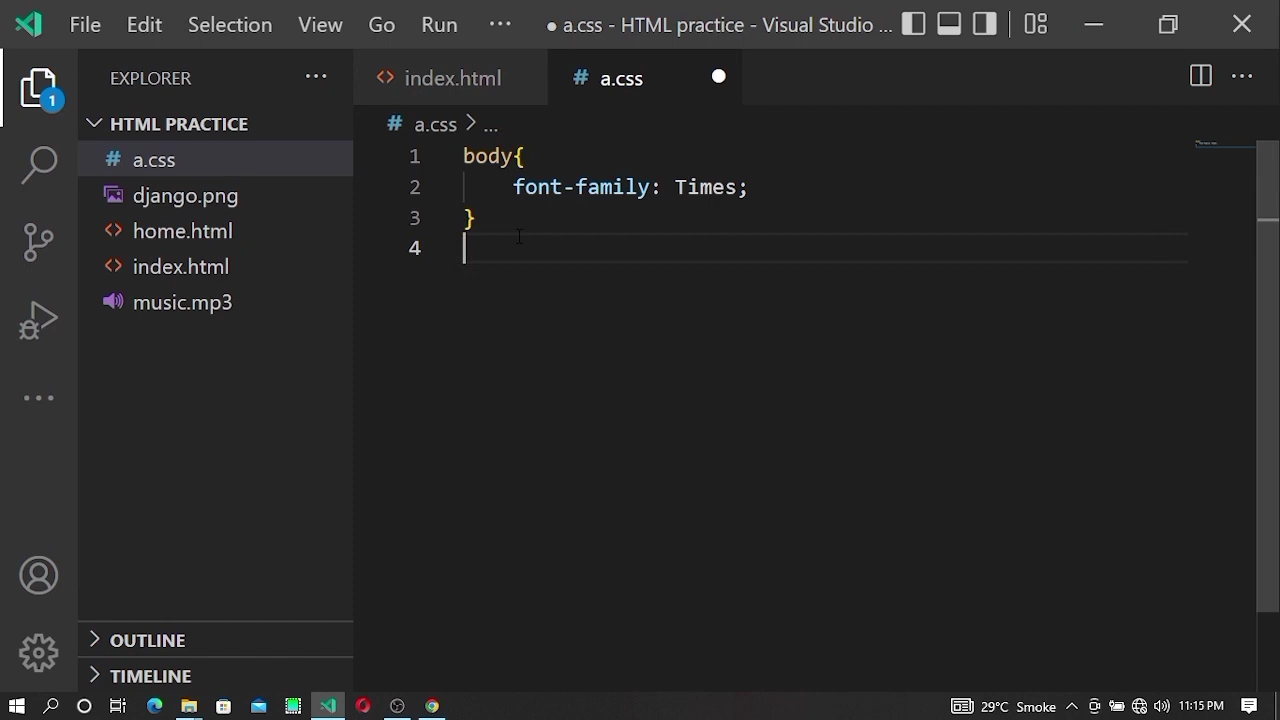 File Edit Selection View Go Run ··· ● a.css - HTML practice - Visual Studio ...
EXPLORER ···
index.html
# a.css ●
HTML PRACTICE
# a.css > ...
1 body{
2     font-family: Times;
3 }
4
# a.css
django.png
home.html
index.html
music.mp3
1
OUTLINE
TIMELINE
29°C Smoke 11:15 PM